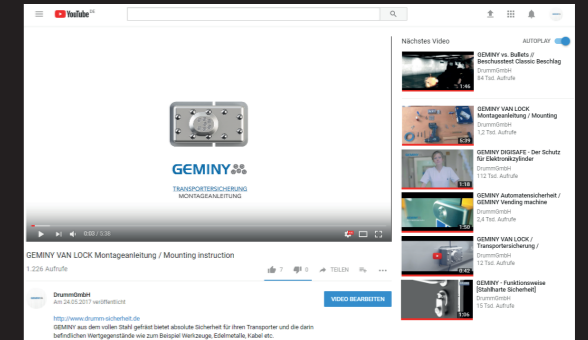 YouTube DE
GEMINY
TRANSPORTERSICHERUNG
MONTAGEANLEITUNG
0:03 / 5:38
GEMINY VAN LOCK Montageanleitung / Mounting instruction
1.226 Aufrufe
7
0
TEILEN
DrummGmbH
Am 24.05.2017 veröffentlicht
VIDEO BEARBEITEN
http://www.drumm-sicherheit.de
GEMINY aus dem vollen Stahl gefräst bietet absolute Sicherheit für ihren Transporter und die darin
befindlichen Wertgegenstände wie zum Beispiel Werkzeuge, Edelmetalle, Kabel etc.
Nächstes Video
AUTOPLAY
1:46
GEMINY vs. Bullets //
Beschusstest Classic Beschlag
DrummGmbH
84 Tsd. Aufrufe
5:39
GEMINY VAN LOCK
Montageanleitung / Mounting
DrummGmbH
1,2 Tsd. Aufrufe
1:18
GEMINY DIGISAFE - Der Schutz
für Elektronikzylinder
DrummGmbH
112 Tsd. Aufrufe
1:50
GEMINY Automatensicherheit /
GEMINY Vending machine
DrummGmbH
2,4 Tsd. Aufrufe
0:42
GEMINY VAN LOCK /
Transportersicherung /
DrummGmbH
12 Tsd. Aufrufe
1:06
GEMINY - Funktionsweise
[Stahlharte Sicherheit]
DrummGmbH
15 Tsd. Aufrufe